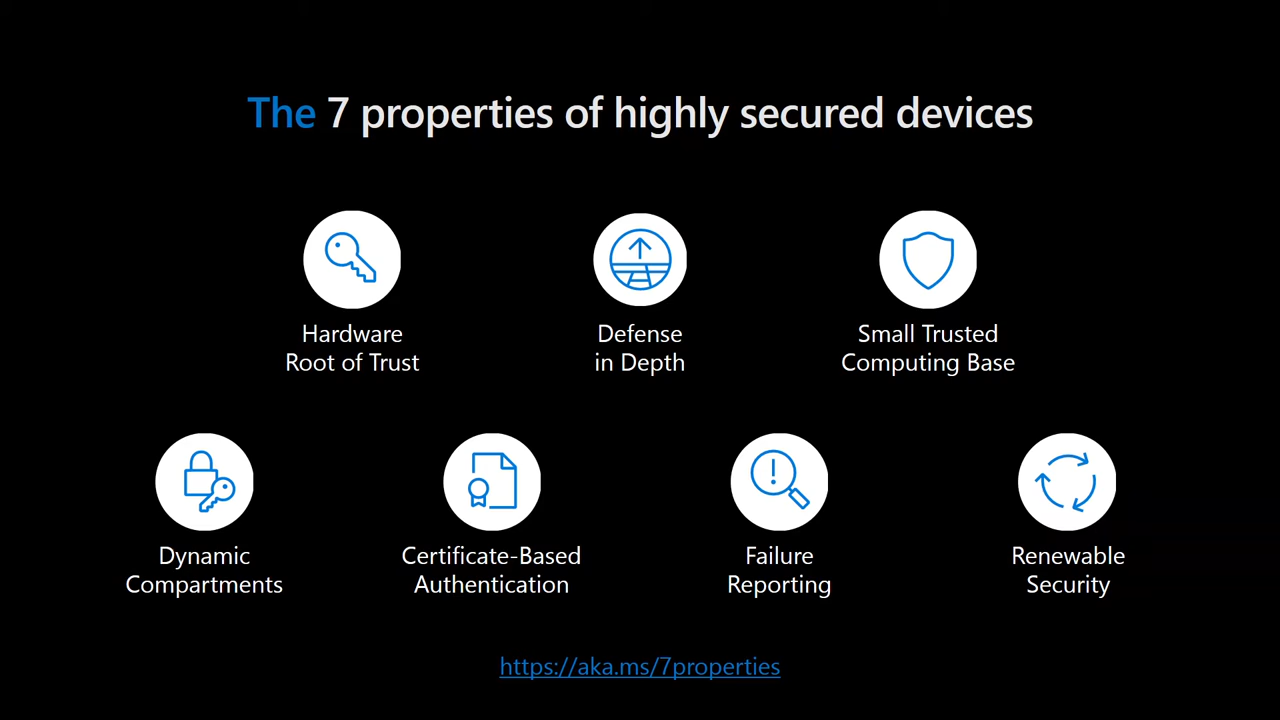 The 7 properties of highly secured devices
Hardware
Root of Trust
Defense
in Depth
Small Trusted
Computing Base
Dynamic
Compartments
Certificate-Based
Authentication
Failure
Reporting
Renewable
Security
https://aka.ms/7properties